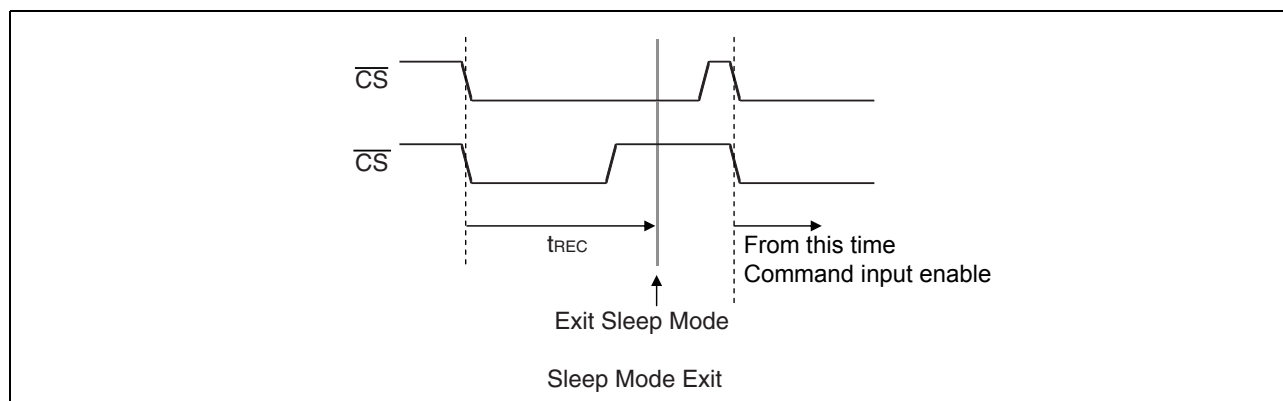 CS
CS
tREC
From this time
Command input enable
Exit Sleep Mode
Sleep Mode Exit